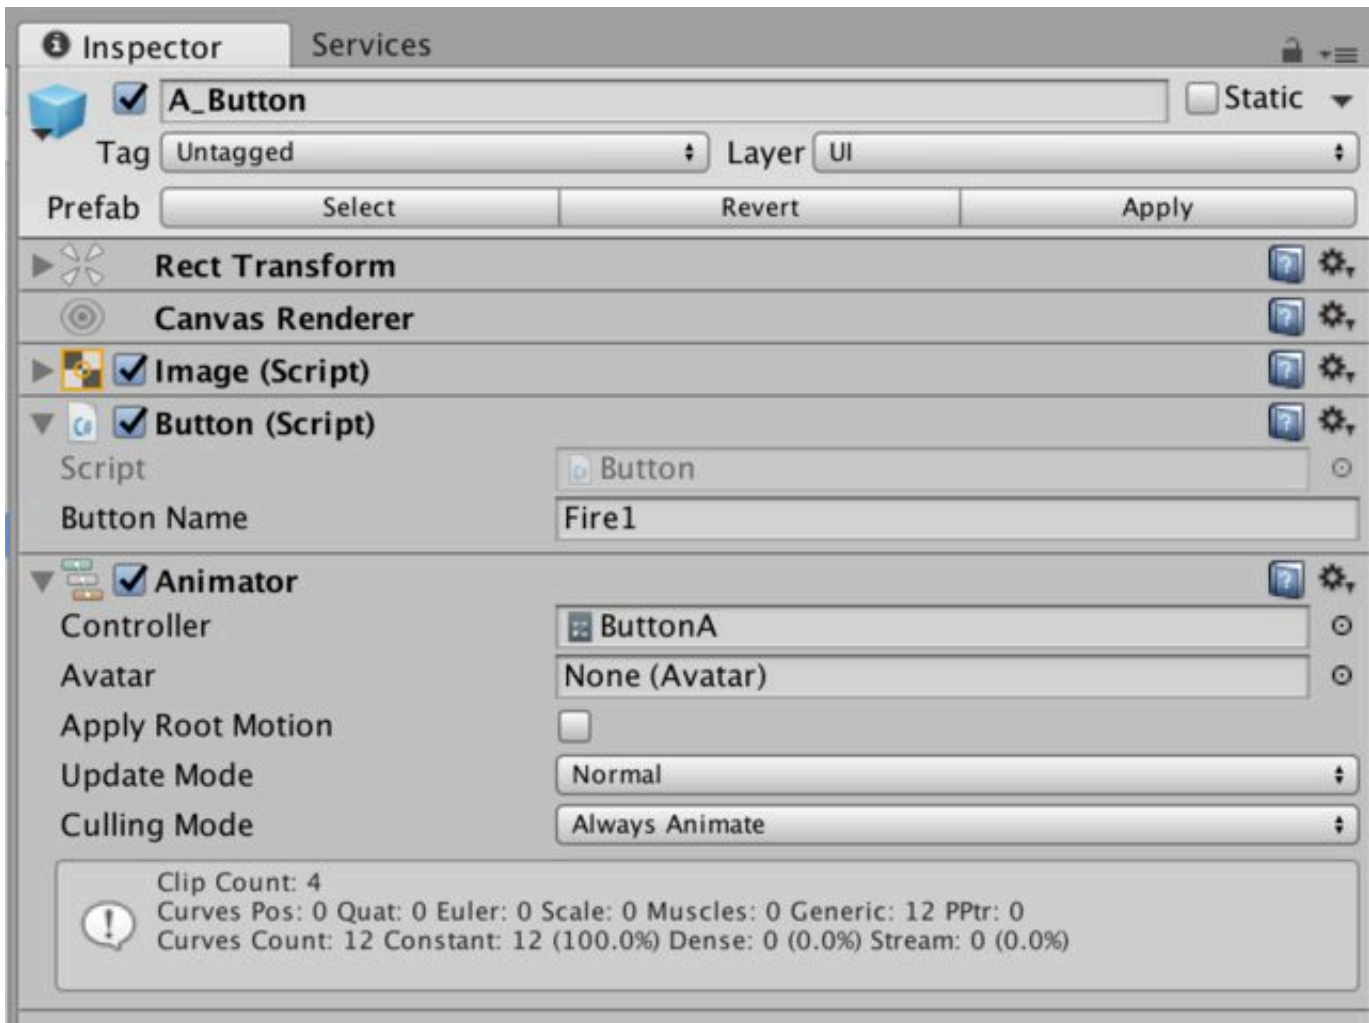 Inspector Services
A_Button Static
Tag Untagged Layer UI
Prefab Select Revert Apply
Rect Transform
Canvas Renderer
Image (Script)
Button (Script)
Script Button
Button Name Fire1
Animator
Controller ButtonA
Avatar None (Avatar)
Apply Root Motion
Update Mode Normal
Culling Mode Always Animate
Clip Count: 4
Curves Pos: 0 Quat: 0 Euler: 0 Scale: 0 Muscles: 0 Generic: 12 PPtr: 0
Curves Count: 12 Constant: 12 (100.0%) Dense: 0 (0.0%) Stream: 0 (0.0%)